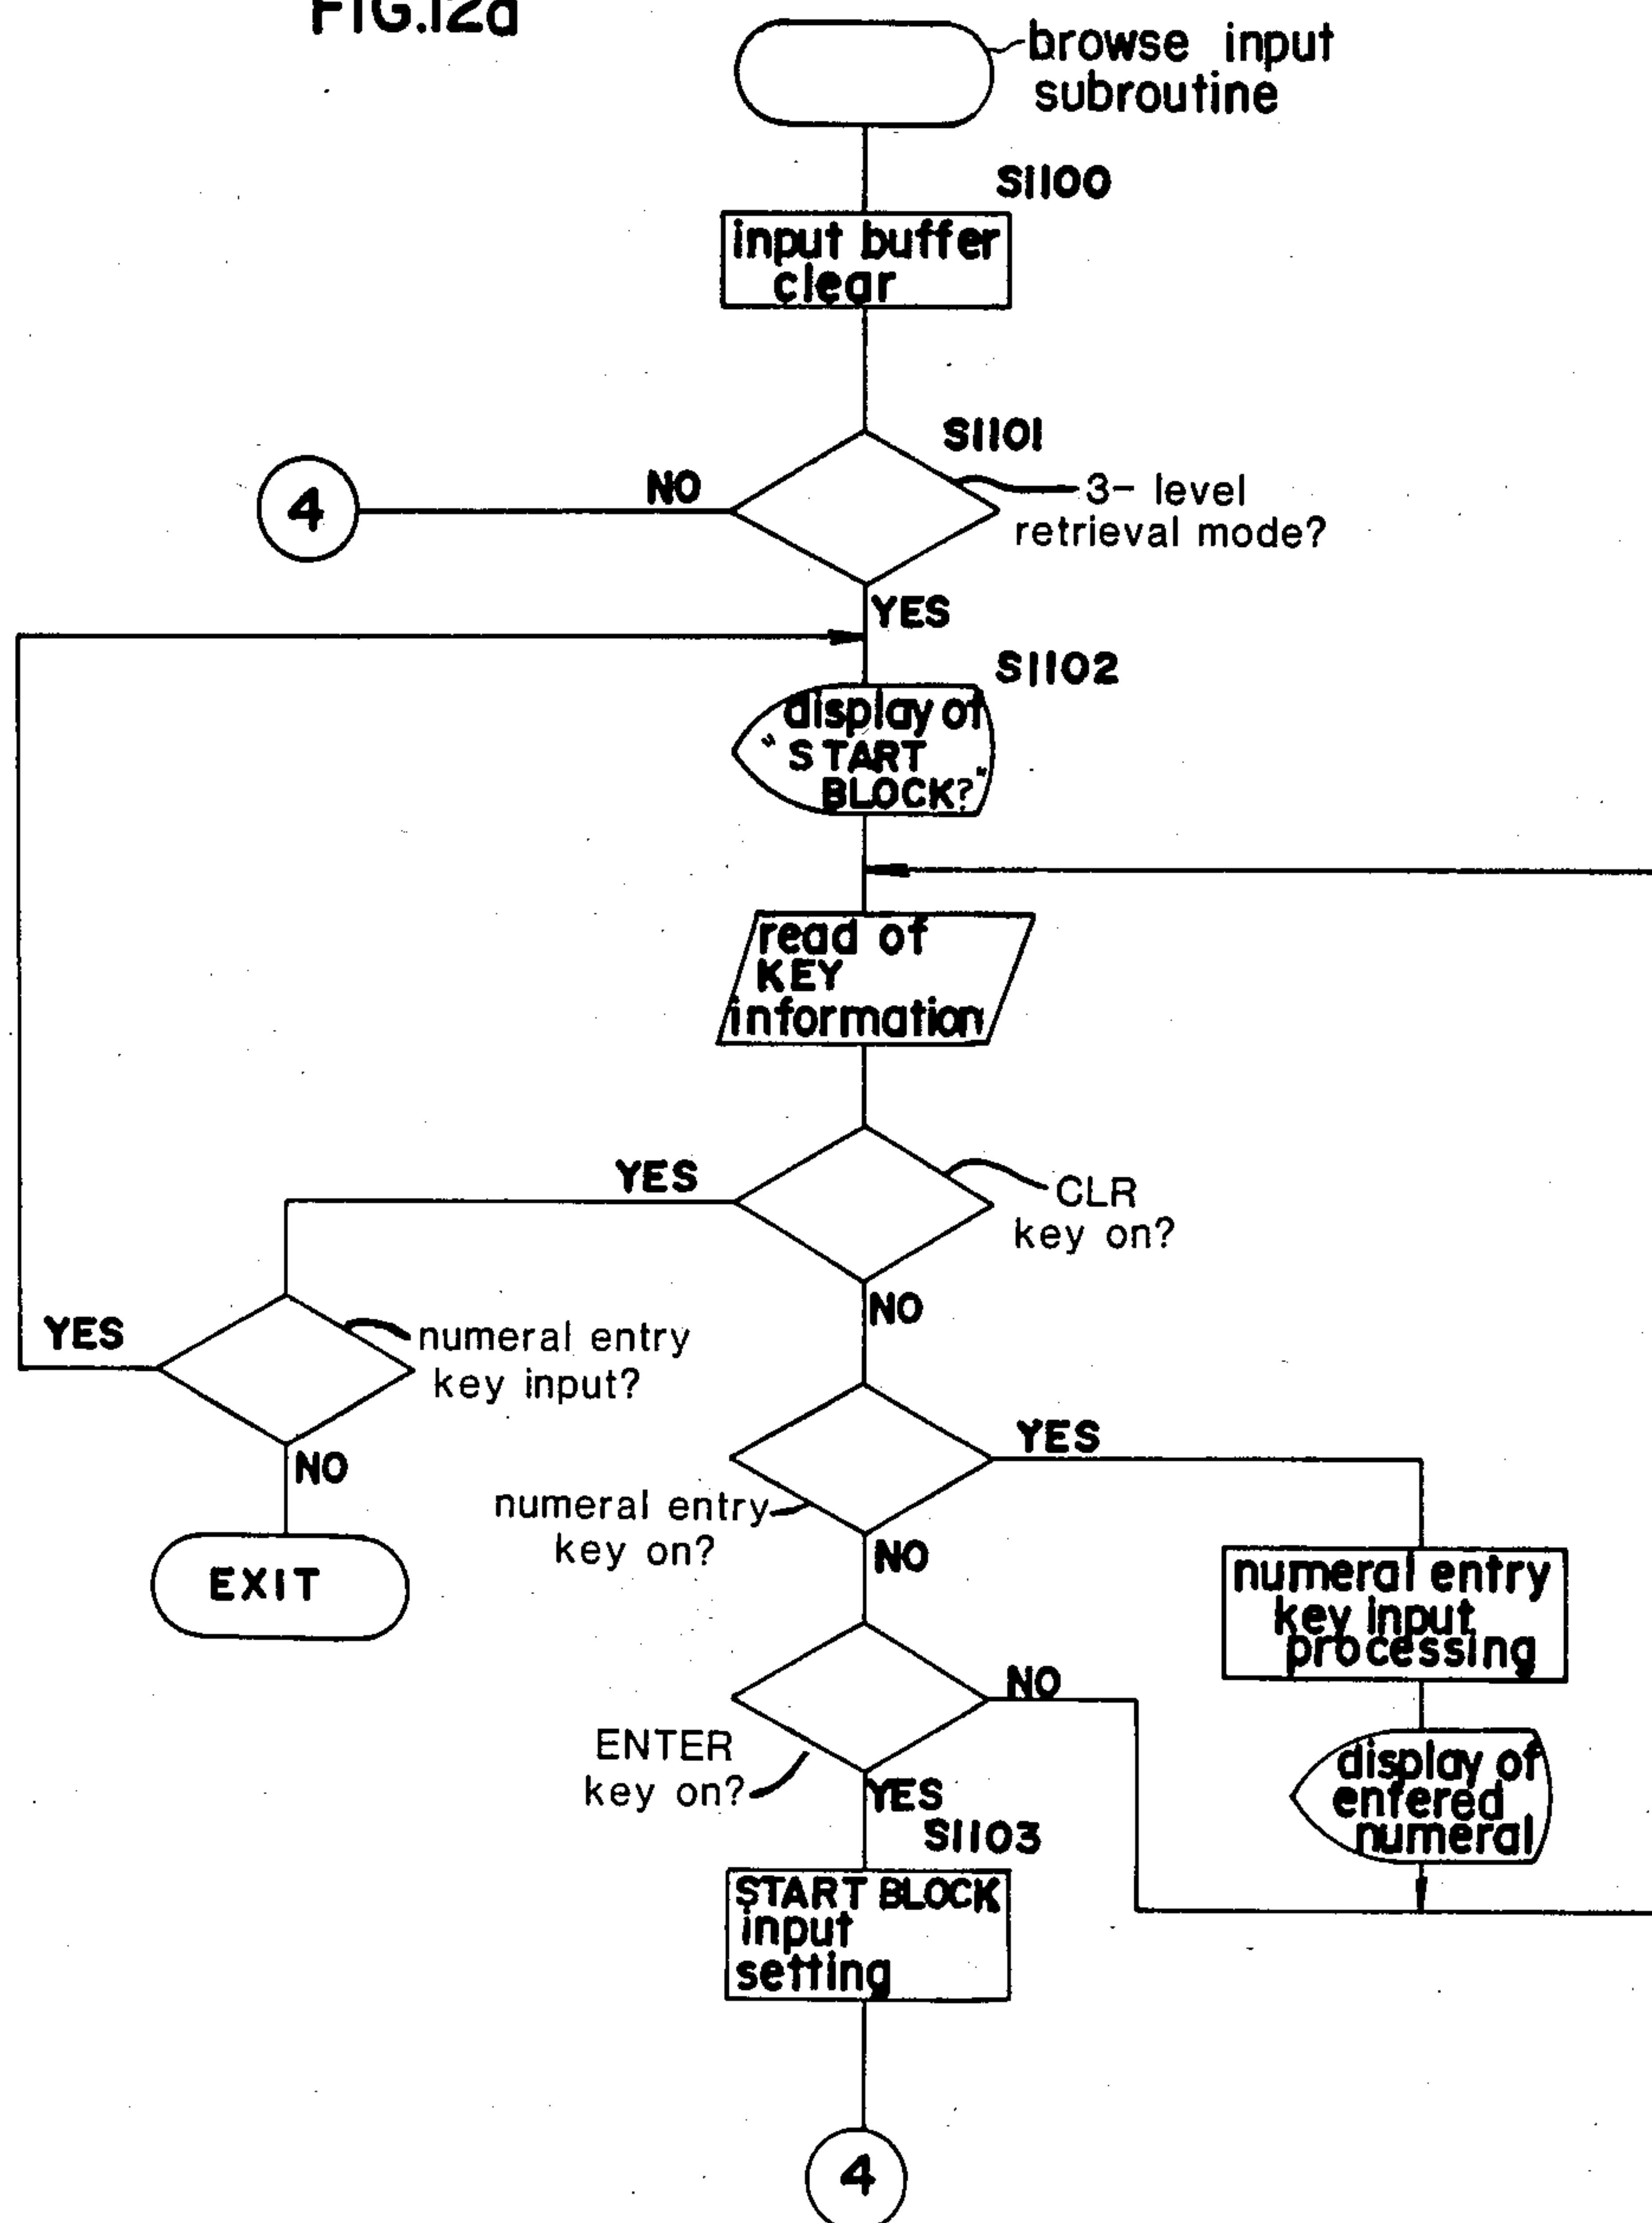 FIG.12a
browse input
subroutine
S1100
input buffer
clear
S1101
NO
4
3- level
retrieval mode?
YES
S1102
display of
"START
BLOCK?"
read of
KEY
information
YES
CLR
key on?
NO
YES
numeral entry
key input?
NO
EXIT
YES
numeral entry
key on?
NO
numeral entry
key input
processing
NO
ENTER
key on?
YES
display of
entered
numeral
S1103
START BLOCK
input
setting
4